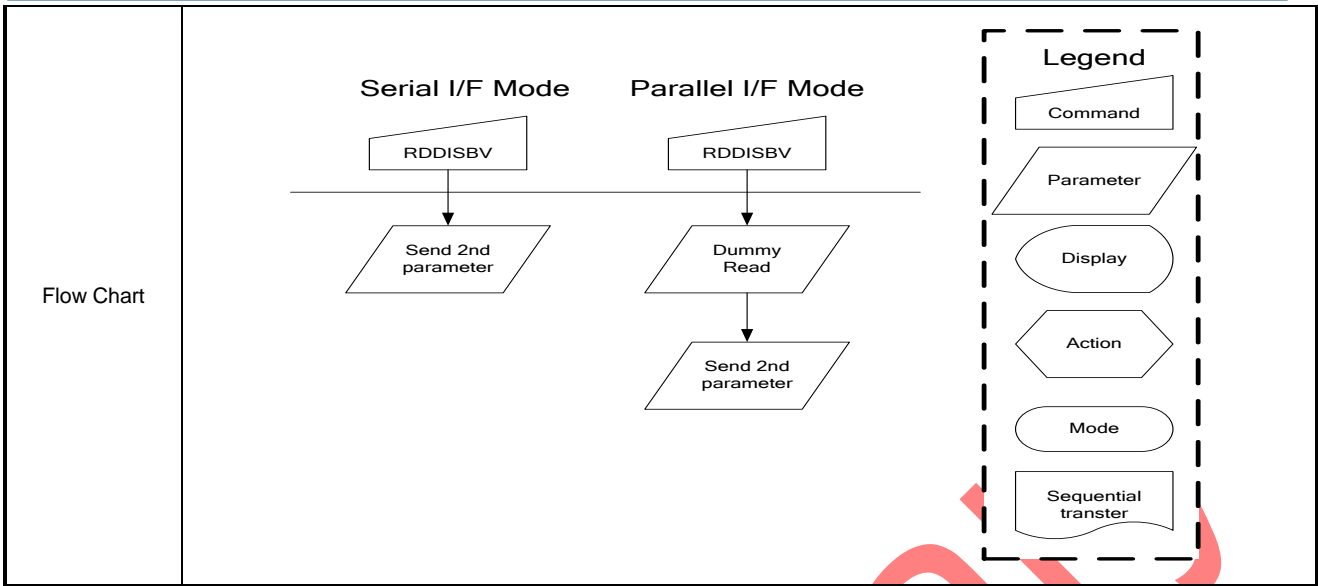 Flow Chart
Serial I/F Mode
RDDISBV
Send 2nd
parameter
Parallel I/F Mode
RDDISBV
Dummy
Read
Send 2nd
parameter
Legend
Command
Parameter
Display
Action
Mode
Sequential
transter